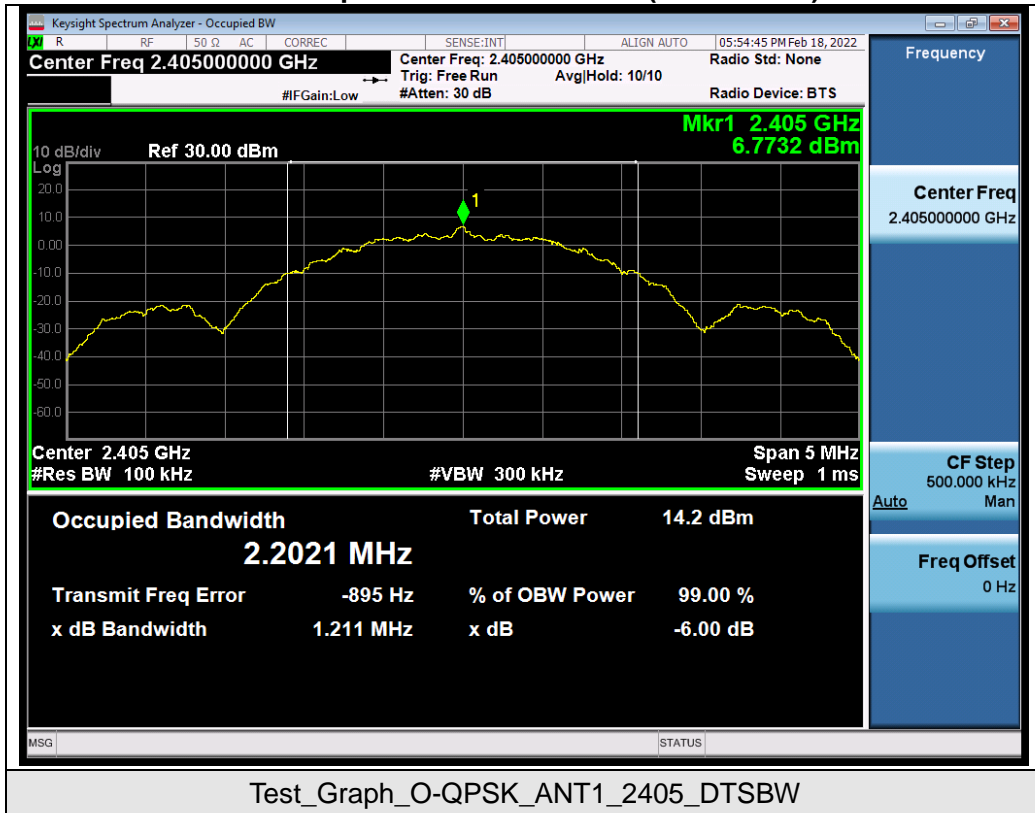 Keysight Spectrum Analyzer - Occupied BW
LXI R RF 50 Ω AC CORREC SENSE:INT ALIGN AUTO 05:54:45 PM Feb 18, 2022
Center Freq 2.405000000 GHz
Center Freq: 2.405000000 GHz Radio Std: None
Trig: Free Run Avg|Hold: 10/10
#IFGain:Low #Atten: 30 dB Radio Device: BTS
Mkr1 2.405 GHz
6.7732 dBm
10 dB/div Ref 30.00 dBm
Log
20.0
10.0
0.00
-10.0
-20.0
-30.0
-40.0
-50.0
-60.0
1
Center 2.405 GHz Span 5 MHz
#Res BW 100 kHz #VBW 300 kHz Sweep 1 ms
Occupied Bandwidth Total Power 14.2 dBm
2.2021 MHz
Transmit Freq Error -895 Hz % of OBW Power 99.00 %
x dB Bandwidth 1.211 MHz x dB -6.00 dB
MSG STATUS
Frequency
Center Freq
2.405000000 GHz
CF Step
500.000 kHz
Auto Man
Freq Offset
0 Hz
Test_Graph_O-QPSK_ANT1_2405_DTSBW